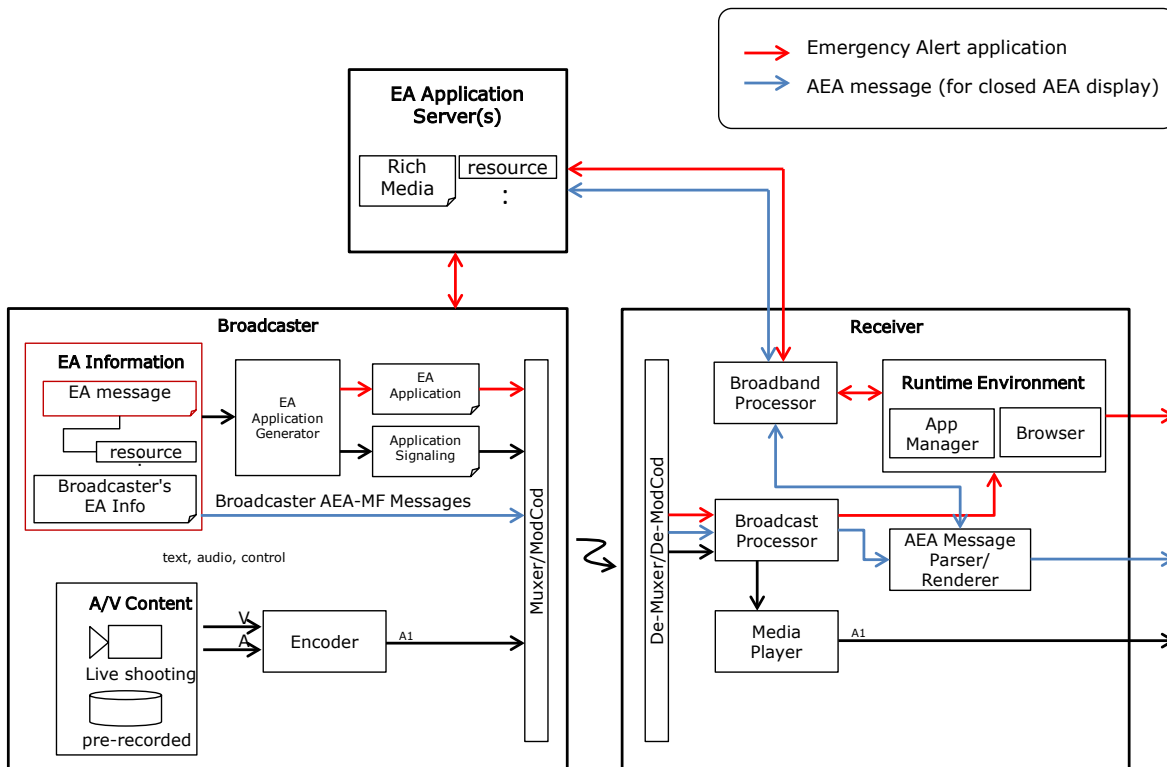 Emergency Alert application
AEA message (for closed AEA display)
EA Application
Server(s)
Rich
Media
resource
:
Broadcaster
EA Information
EA message
resource
:
Broadcaster's
EA Info
EA
Application
Generator
EA
Application
Application
Signaling
Broadcaster AEA-MF Messages
text, audio, control
A/V Content
Live shooting
pre-recorded
V
A
Encoder
A1
Muxer/ModCod
Receiver
De-Muxer/De-ModCod
Broadband
Processor
Runtime Environment
App
Manager
Browser
Broadcast
Processor
AEA Message
Parser/
Renderer
Media
Player
A1